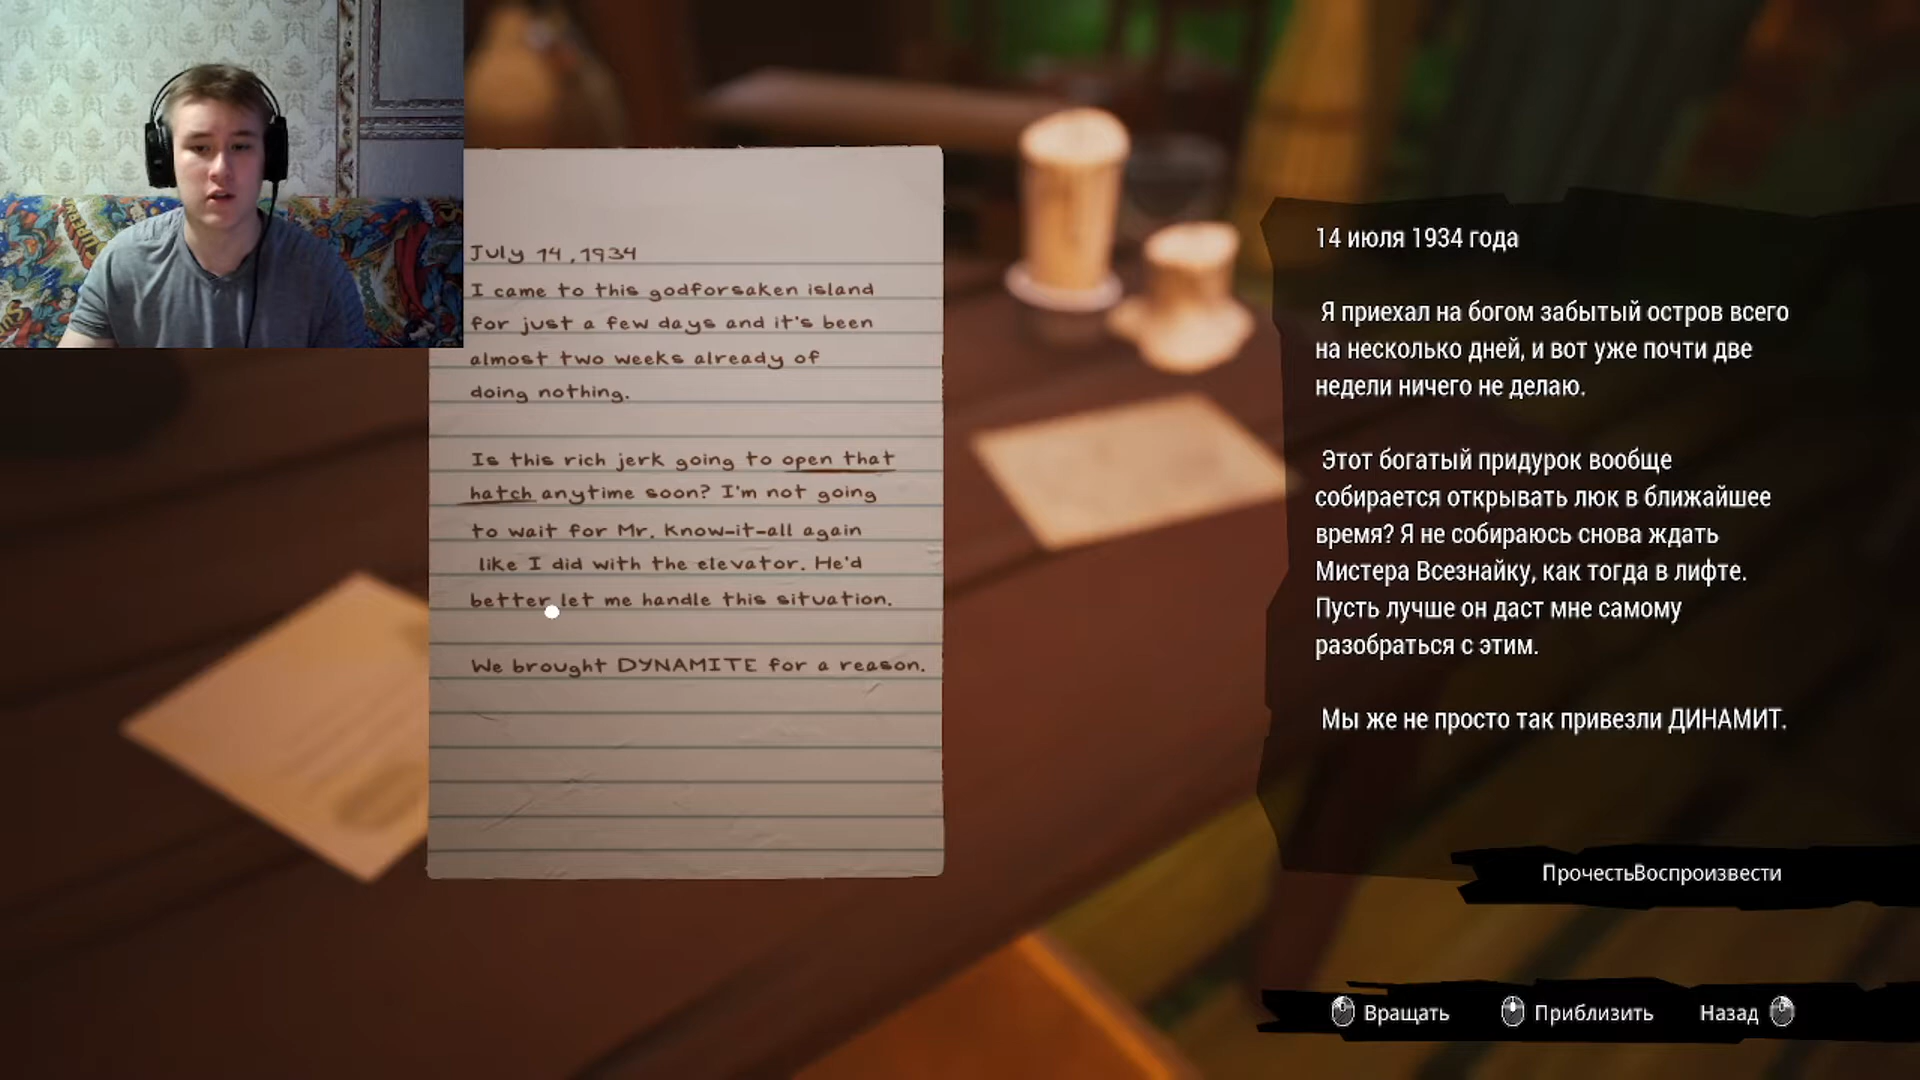 July 14, 1934
I came to this godforsaken island
for just a few days and it's been
almost two weeks already of
doing nothing.
Is this rich jerk going to open that
hatch anytime soon? I'm not going
to wait for Mr. Know-it-all again
like I did with the elevator. He'd
better let me handle this situation.
We brought DYNAMITE for a reason.
14 июля 1934 года
Я приехал на богом забытый остров всего
на несколько дней, и вот уже почти две
недели ничего не делаю.
Этот богатый придурок вообще
собирается открывать люк в ближайшее
время? Я не собираюсь снова ждать
Мистера Всезнайку, как тогда в лифте.
Пусть лучше он даст мне самому
разобраться с этим.
Мы же не просто так привезли ДИНАМИТ.
ПрочестьВоспроизвести
Вращать Приблизить Назад